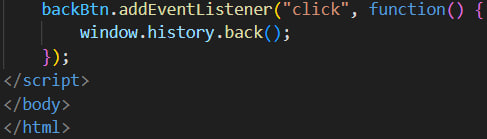 backBtn.addEventListener("click", function() {
window.history.back();
});
</script>
</body>
</html>